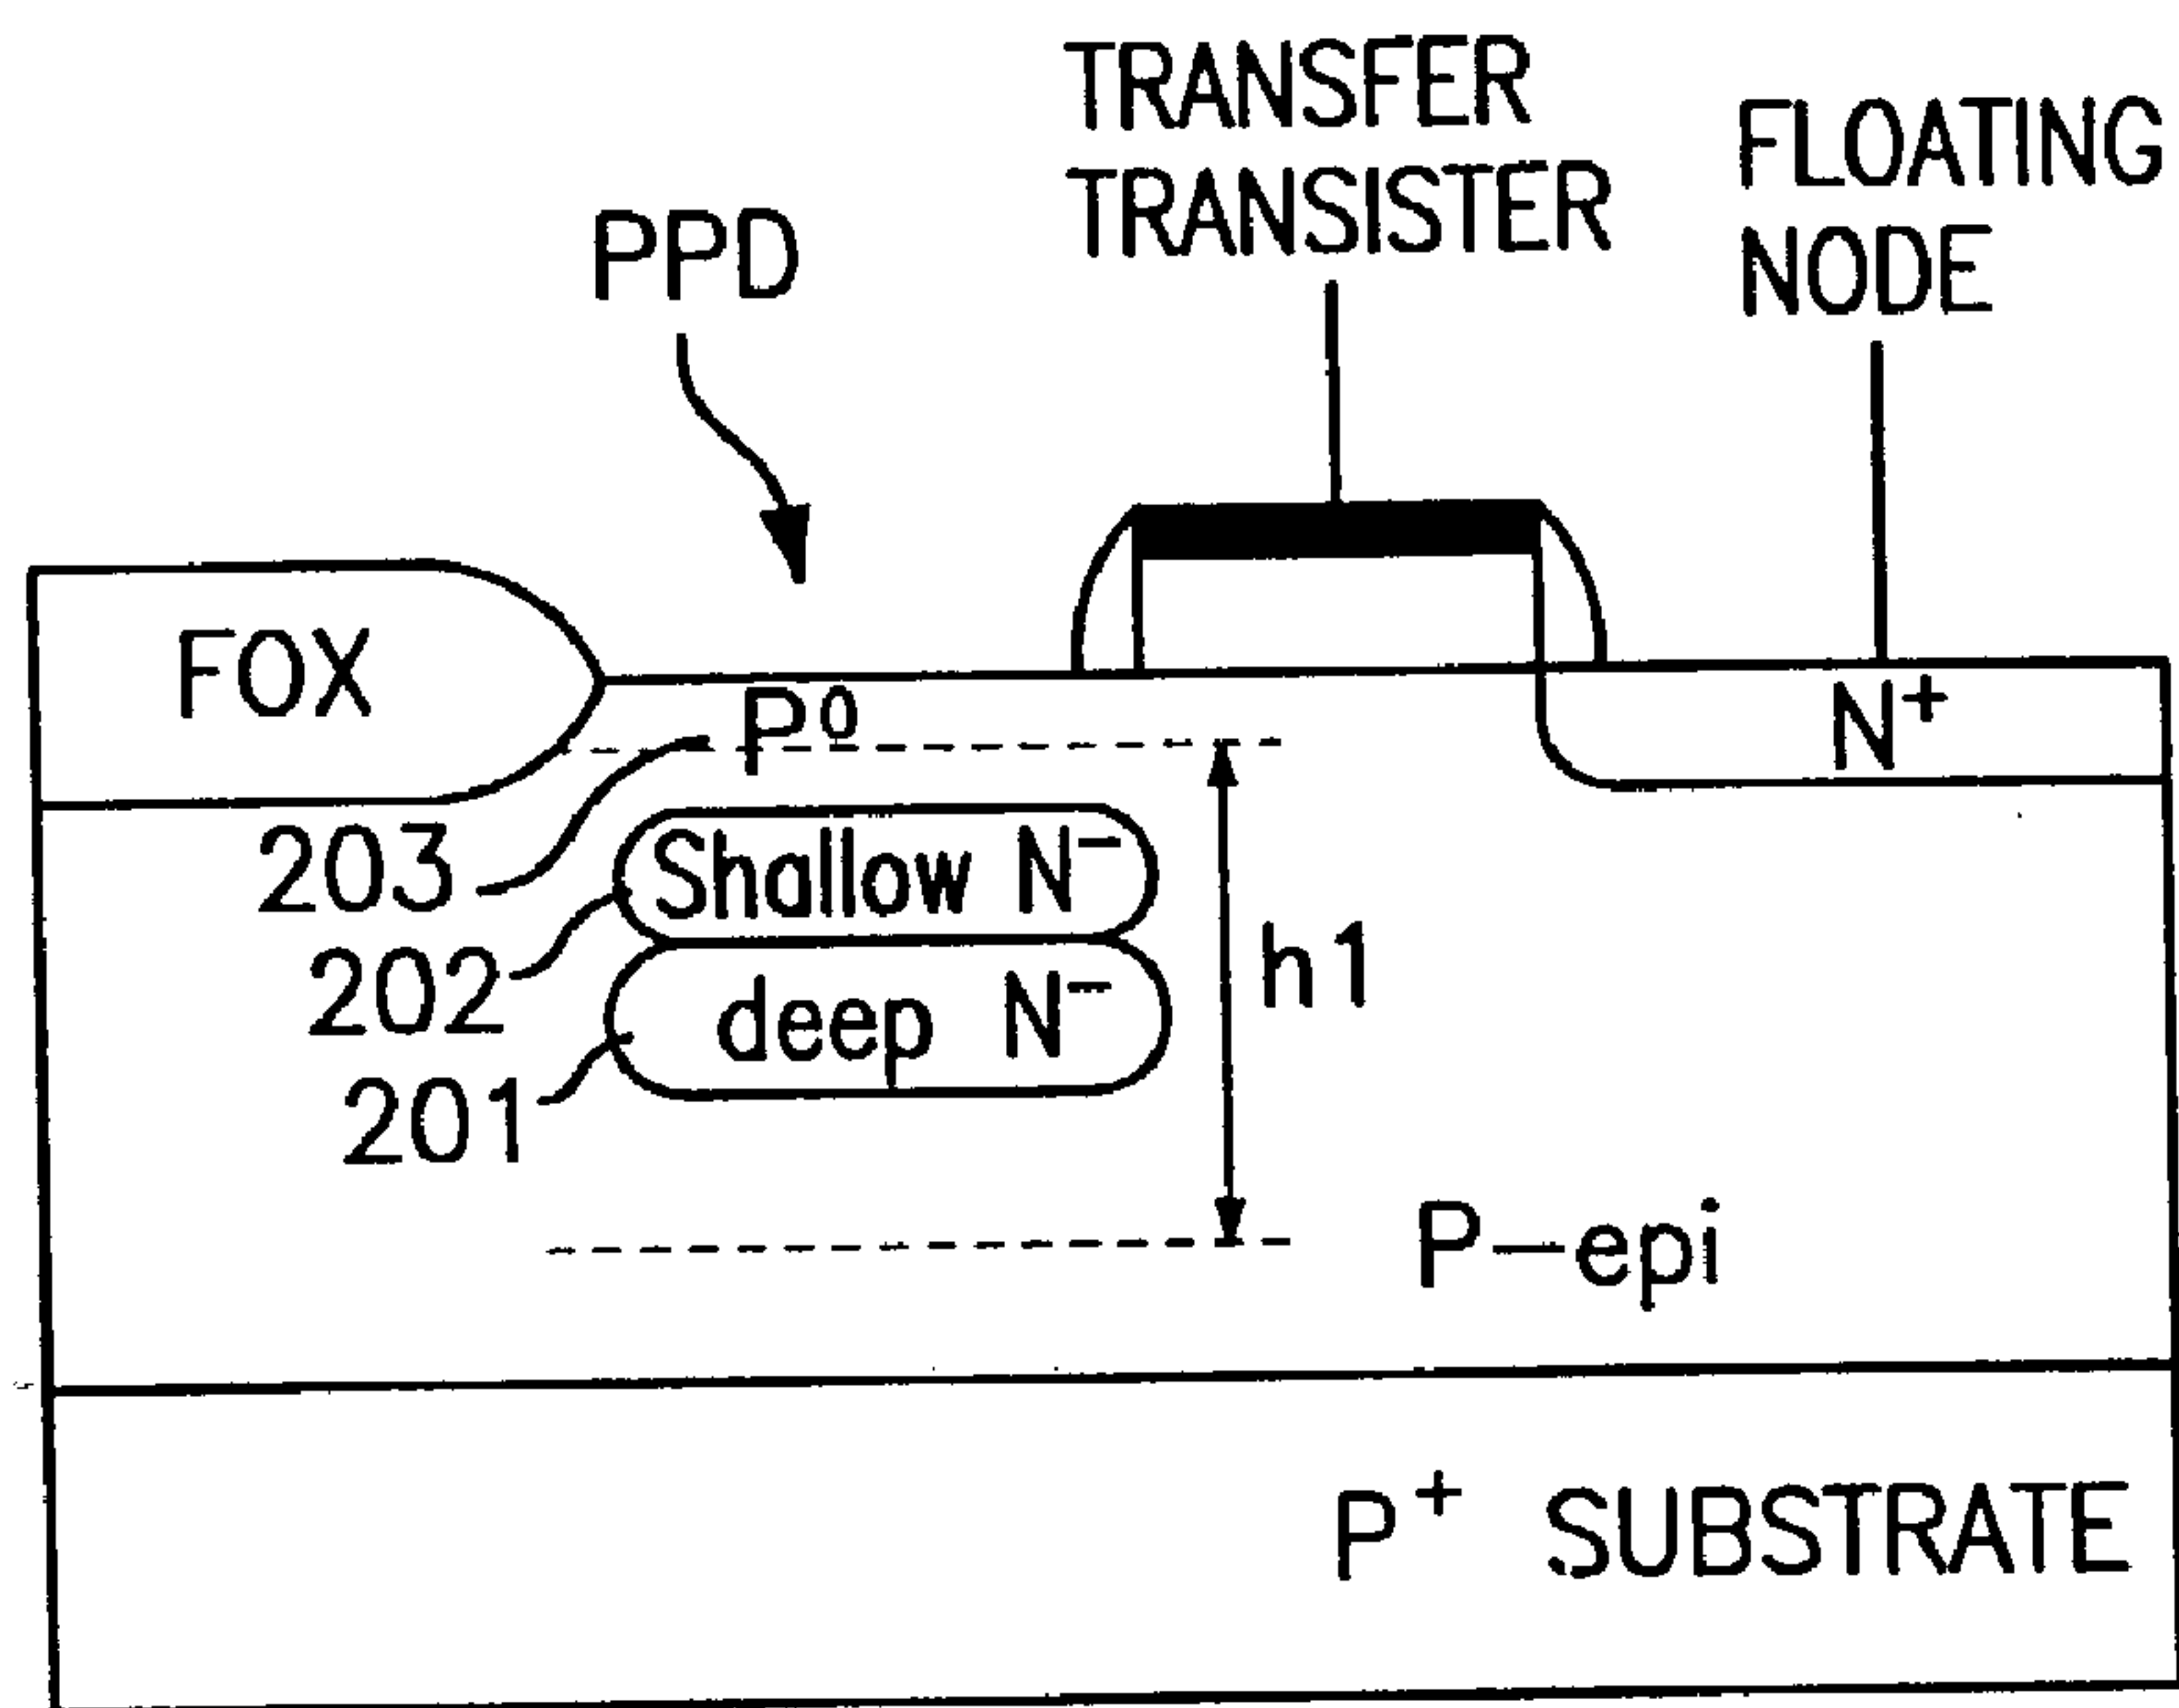 TRANSFER
TRANSISTER
FLOATING
NODE
PPD
FOX
P⁰
N⁺
203
Shallow N⁻
202
h1
deep N⁻
201
P-epi
P⁺ SUBSTRATE